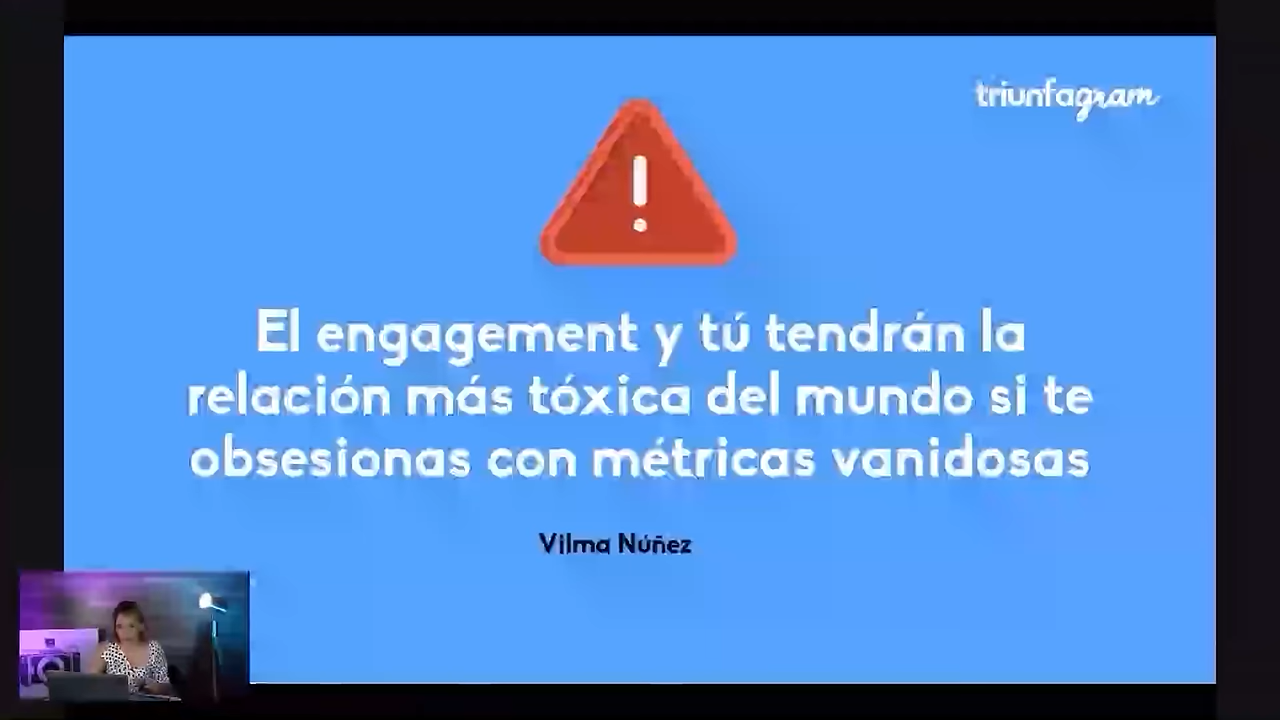 triunfagram
!
El engagement y tú tendrán la
relación más tóxica del mundo si te
obsesionas con métricas vanidosas
Vilma Núñez